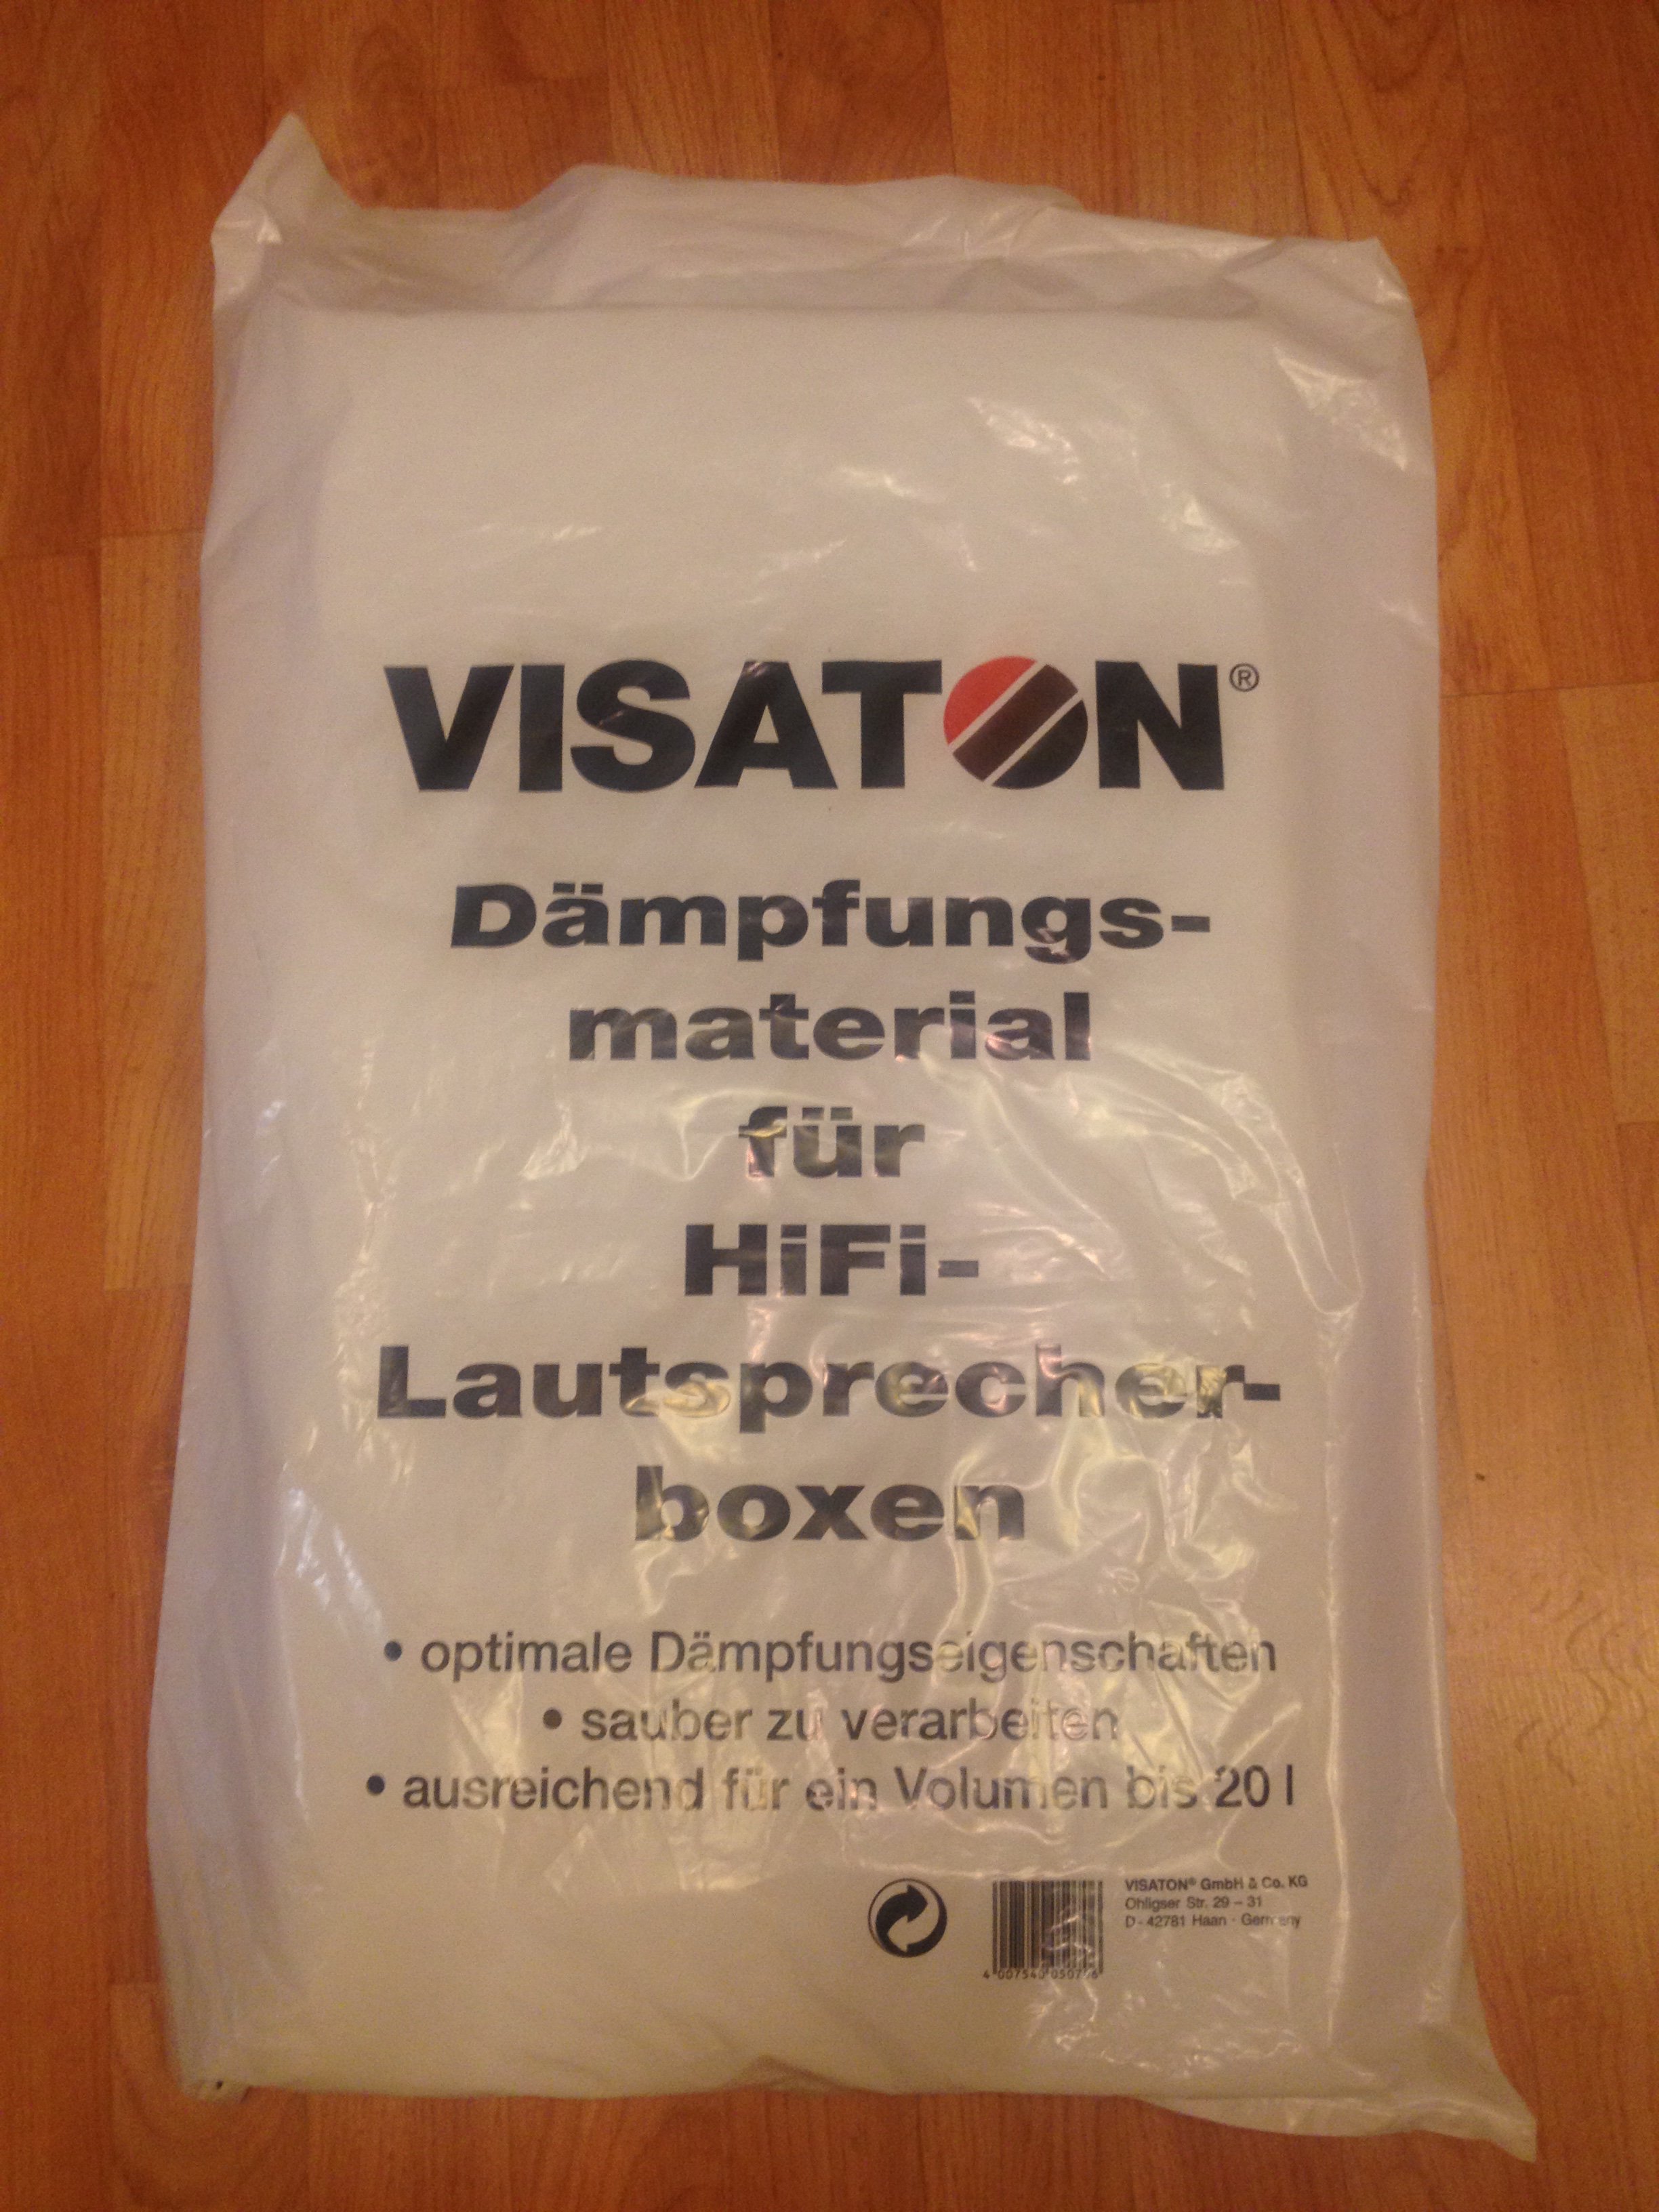 VISATON®
Dämpfungs-
material
für
HiFi-
Lautsprecher-
boxen
• optimale Dämpfungseigenschaften
• sauber zu verarbeiten
• ausreichend für ein Volumen bis 20 l
VISATON® GmbH & Co. KG
Ohligser Str. 29 – 31
D - 42781 Haan · Germany